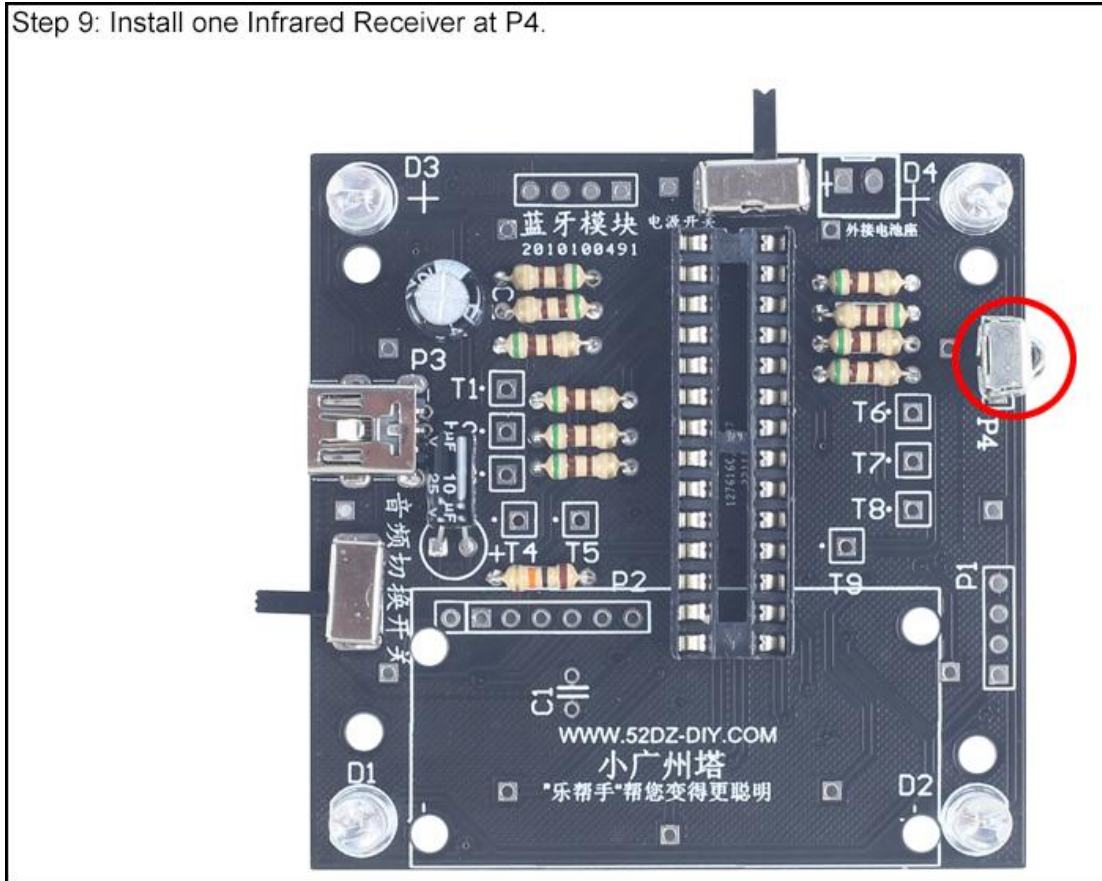 Step 9: Install one Infrared Receiver at P4.
D3
D4
+
+
+
蓝牙模块
电源开关
外接电池座
2010100491
C
P3
T1
1μF
10μF
25
V
T6
P4
T7
T8
音频切换开关
+T4
T5
T9
P2
P1
C1
WWW.52DZ-DIY.COM
小广州塔
"乐帮手"帮您变得更聪明
D1
D2